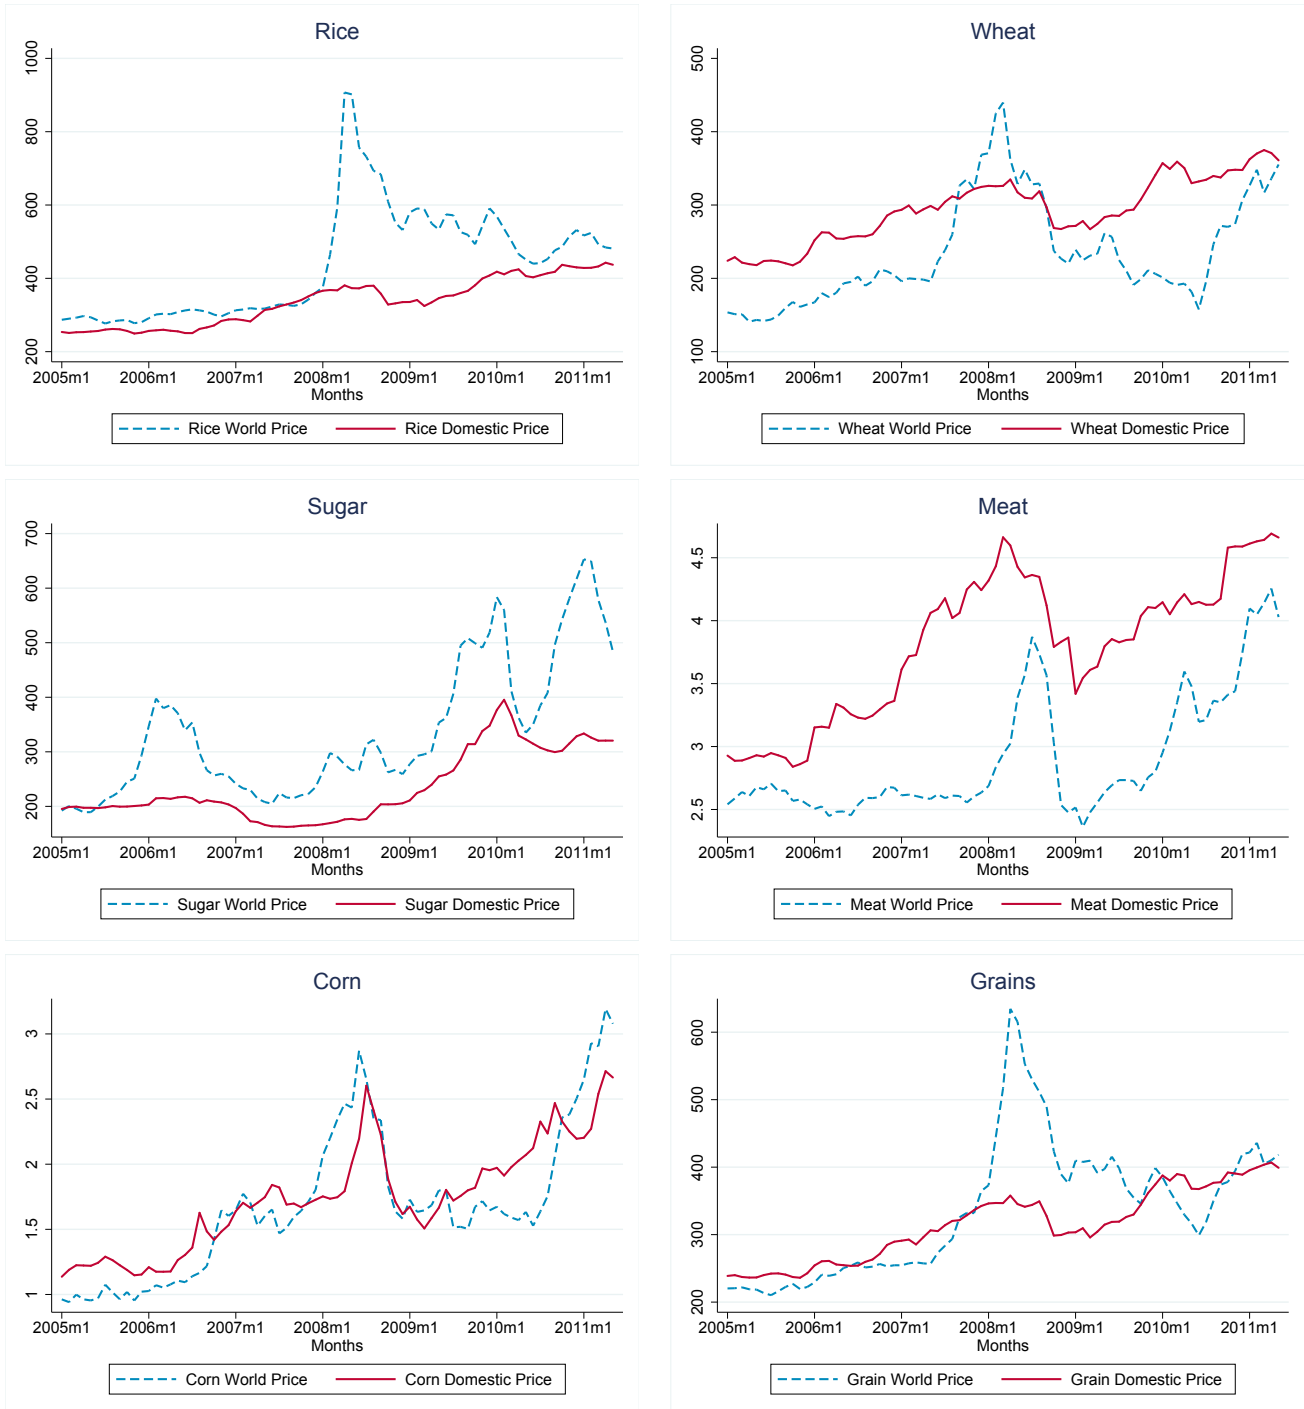 Rice
1000
800
600
400
200
2005m1 2006m1 2007m1 2008m1 2009m1 2010m1 2011m1
Months
Rice World Price Rice Domestic Price
Wheat
500
400
300
200
100
2005m1 2006m1 2007m1 2008m1 2009m1 2010m1 2011m1
Months
Wheat World Price Wheat Domestic Price
Sugar
700
600
500
400
300
200
2005m1 2006m1 2007m1 2008m1 2009m1 2010m1 2011m1
Months
Sugar World Price Sugar Domestic Price
Meat
4.5
4
3.5
3
2.5
2005m1 2006m1 2007m1 2008m1 2009m1 2010m1 2011m1
Months
Meat World Price Meat Domestic Price
Corn
3
2.5
2
1.5
1
2005m1 2006m1 2007m1 2008m1 2009m1 2010m1 2011m1
Months
Corn World Price Corn Domestic Price
Grains
600
500
400
300
200
2005m1 2006m1 2007m1 2008m1 2009m1 2010m1 2011m1
Months
Grain World Price Grain Domestic Price